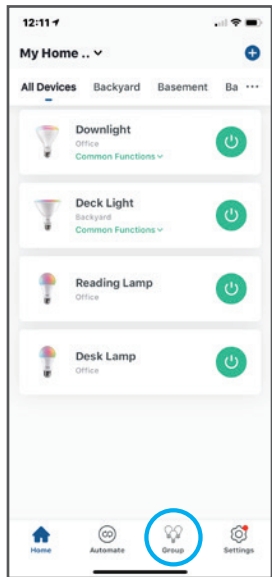 12:11
My Home ..
All Devices Backyard Basement Ba ...
Downlight
Office
Common Functions
Deck Light
Backyard
Common Functions
Reading Lamp
Office
Desk Lamp
Office
Home Automate Group Settings